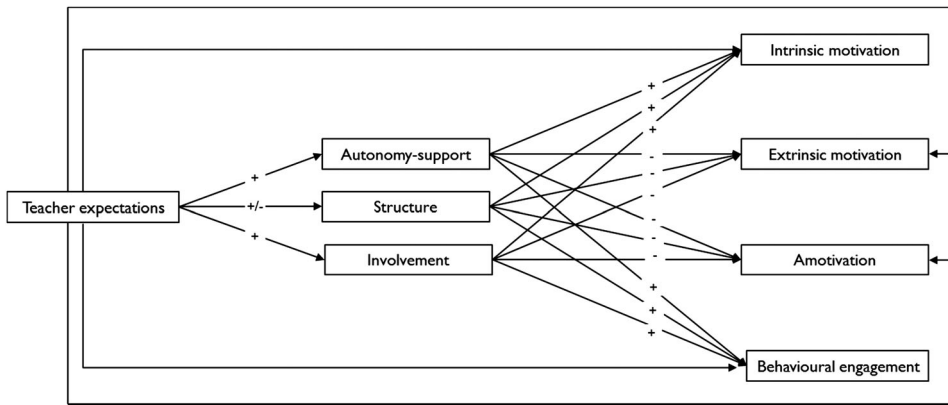 Intrinsic motivation
+
+
+
Autonomy-support
-
Extrinsic motivation
+
-
-
Teacher expectations
+/-
Structure
-
+
-
Involvement
-
Amotivation
+
+
+
Behavioural engagement